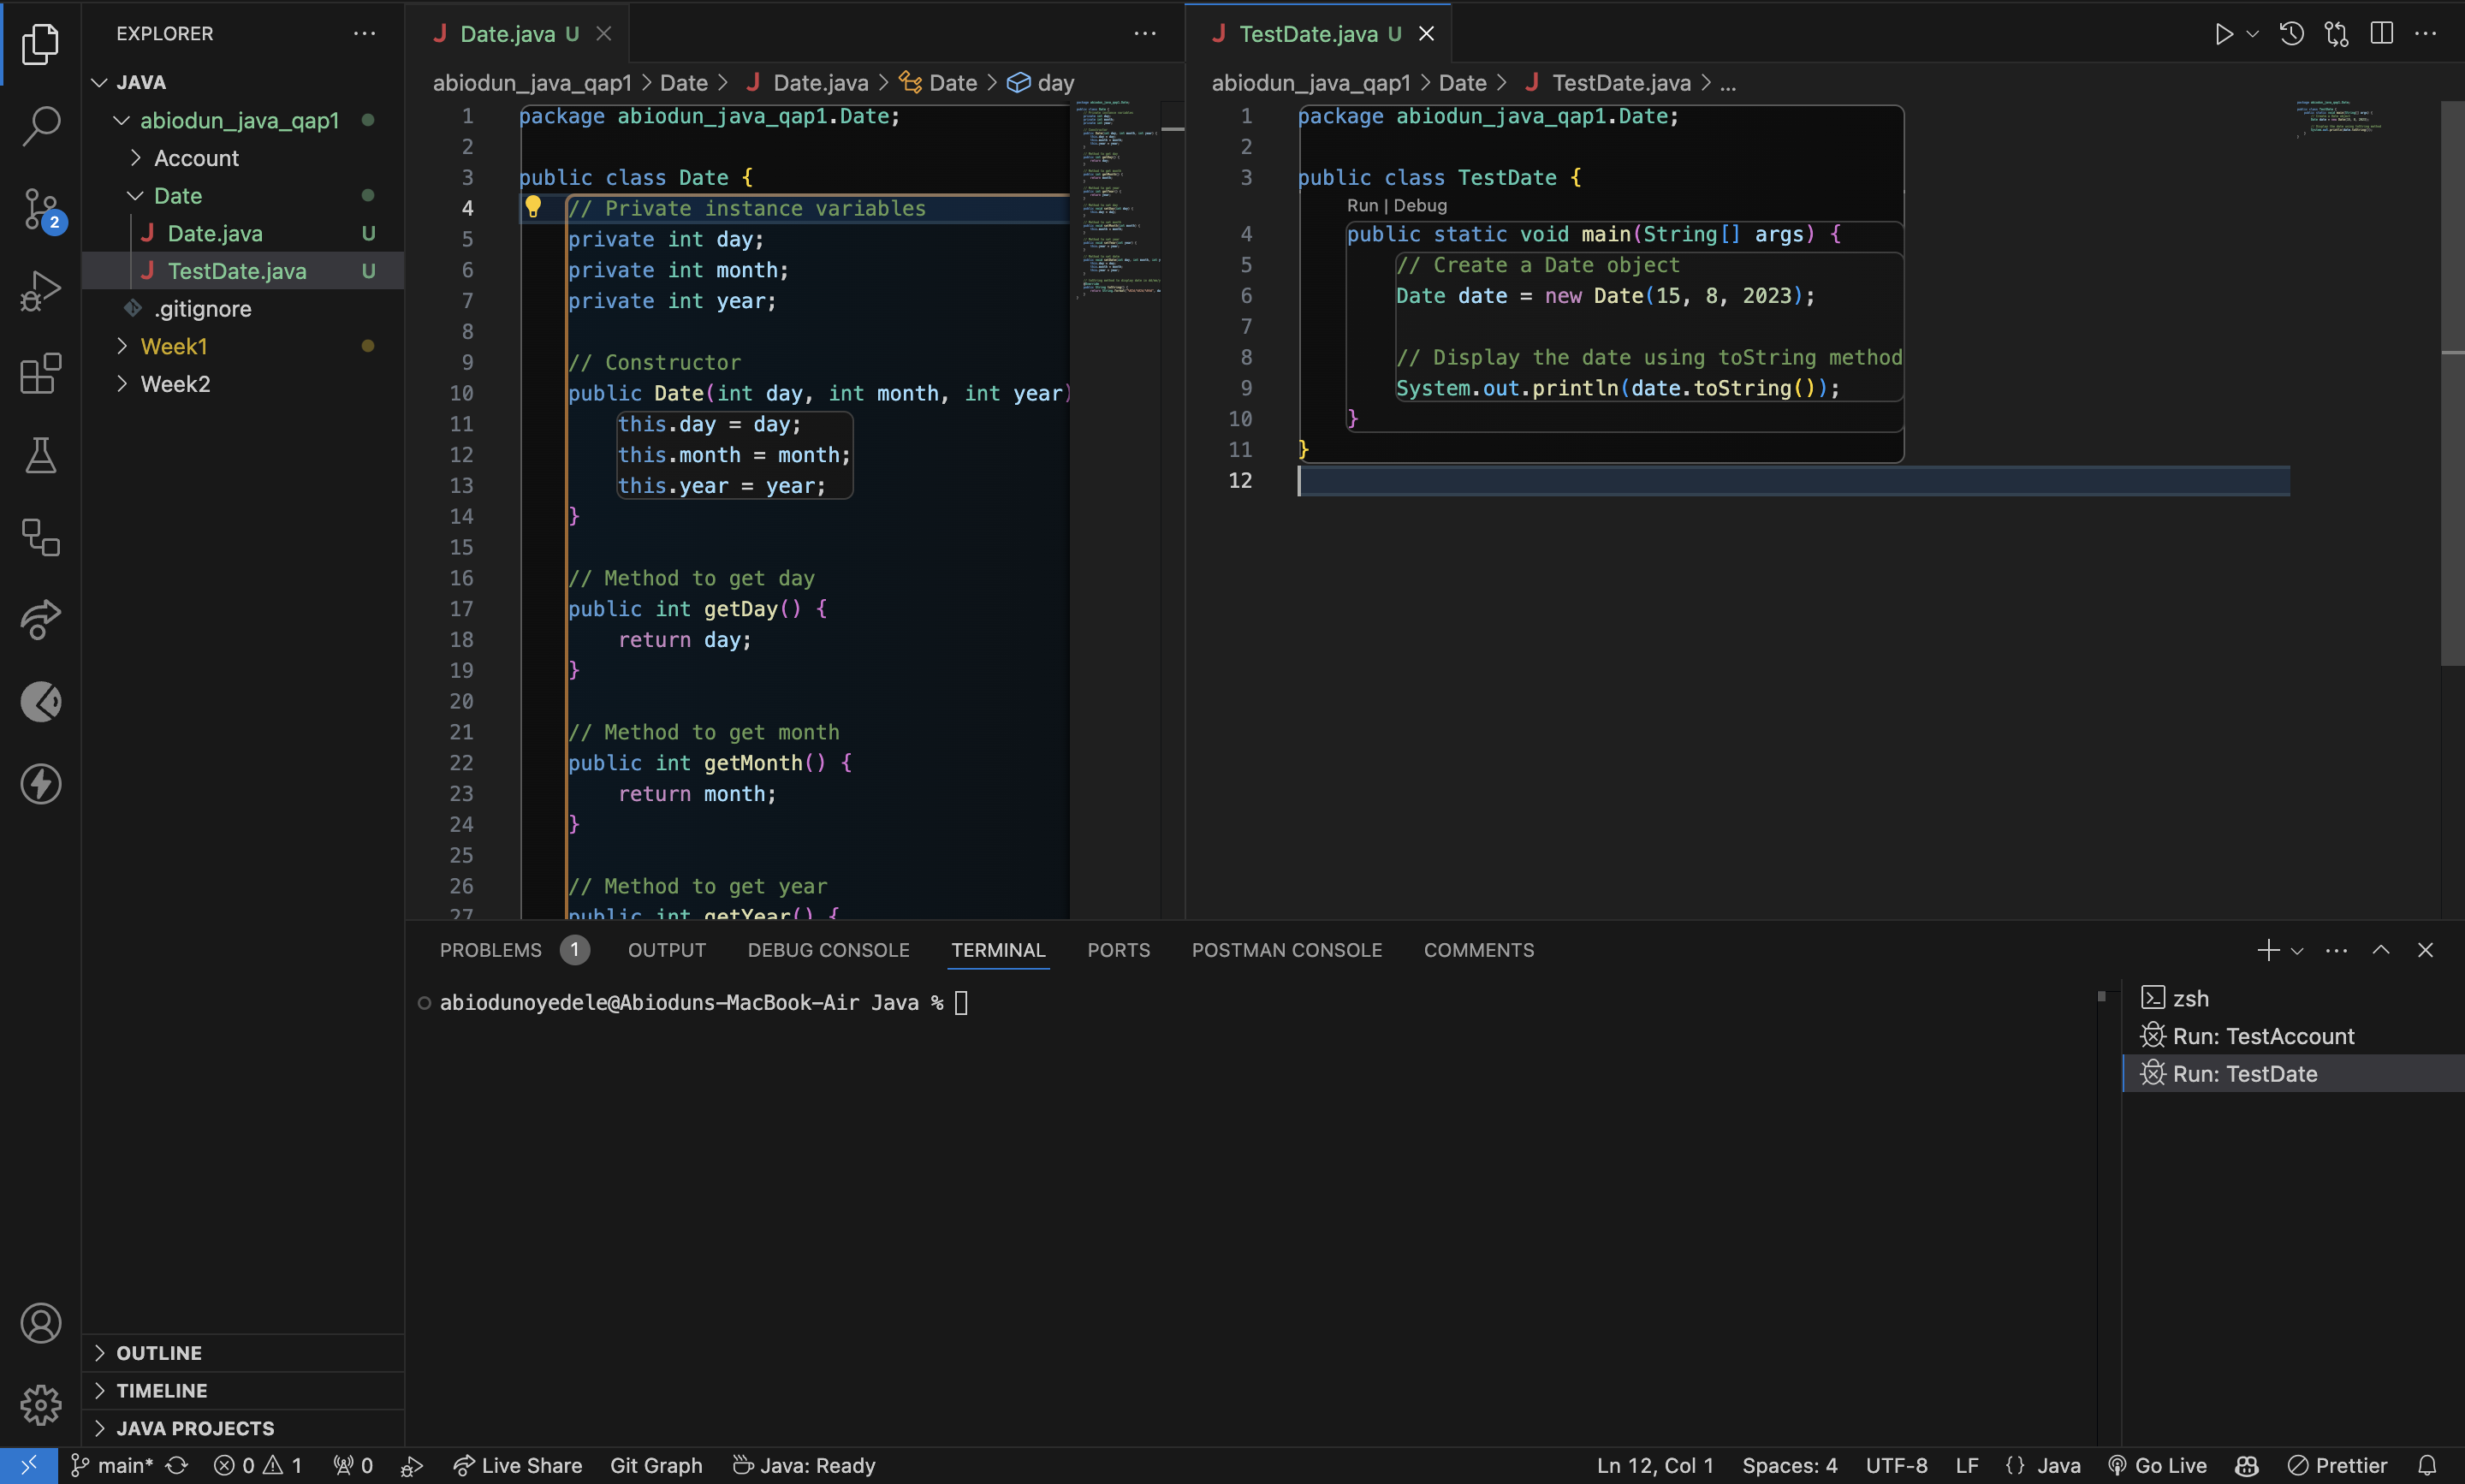 EXPLORER
JAVA
abiodun_java_qap1
Account
Date
Date.java U
TestDate.java U
.gitignore
Week1
Week2
2
OUTLINE
TIMELINE
JAVA PROJECTS
Date.java U
abiodun_java_qap1 > Date > Date.java > Date > day
1 package abiodun_java_qap1.Date;
2
3 public class Date {
4 // Private instance variables
5 private int day;
6 private int month;
7 private int year;
8
9 // Constructor
10 public Date(int day, int month, int year)
11 this.day = day;
12 this.month = month;
13 this.year = year;
14 }
15
16 // Method to get day
17 public int getDay() {
18 return day;
19 }
20
21 // Method to get month
22 public int getMonth() {
23 return month;
24 }
25
26 // Method to get year
27 public int getYear() {
TestDate.java U
abiodun_java_qap1 > Date > TestDate.java > ...
1 package abiodun_java_qap1.Date;
2
3 public class TestDate {
Run | Debug
4 public static void main(String[] args) {
5 // Create a Date object
6 Date date = new Date(15, 8, 2023);
7
8 // Display the date using toString method
9 System.out.println(date.toString());
10 }
11 }
12
PROBLEMS 1 OUTPUT DEBUG CONSOLE TERMINAL PORTS POSTMAN CONSOLE COMMENTS
abiodunoyedele@Abioduns-MacBook-Air Java %
zsh
Run: TestAccount
Run: TestDate
main* 0 1 0 Live Share Git Graph Java: Ready Ln 12, Col 1 Spaces: 4 UTF-8 LF {} Java Go Live Prettier